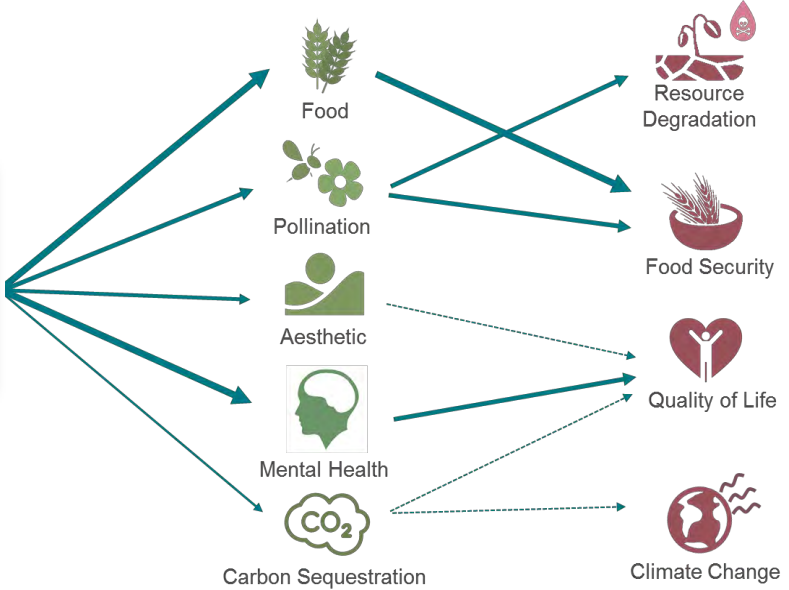 Food
Resource
Degradation
Pollination
Food Security
Aesthetic
Quality of Life
Mental Health
CO2
Carbon Sequestration
Climate Change